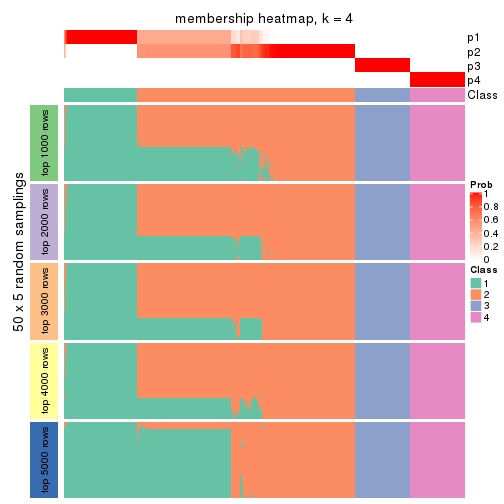 membership heatmap, k = 4
p1
p2
p3
p4
Class
50 x 5 random samplings
top 1000 rows
top 2000 rows
top 3000 rows
top 4000 rows
top 5000 rows
Prob
1
0.8
0.6
0.4
0.2
0
Class
1
2
3
4